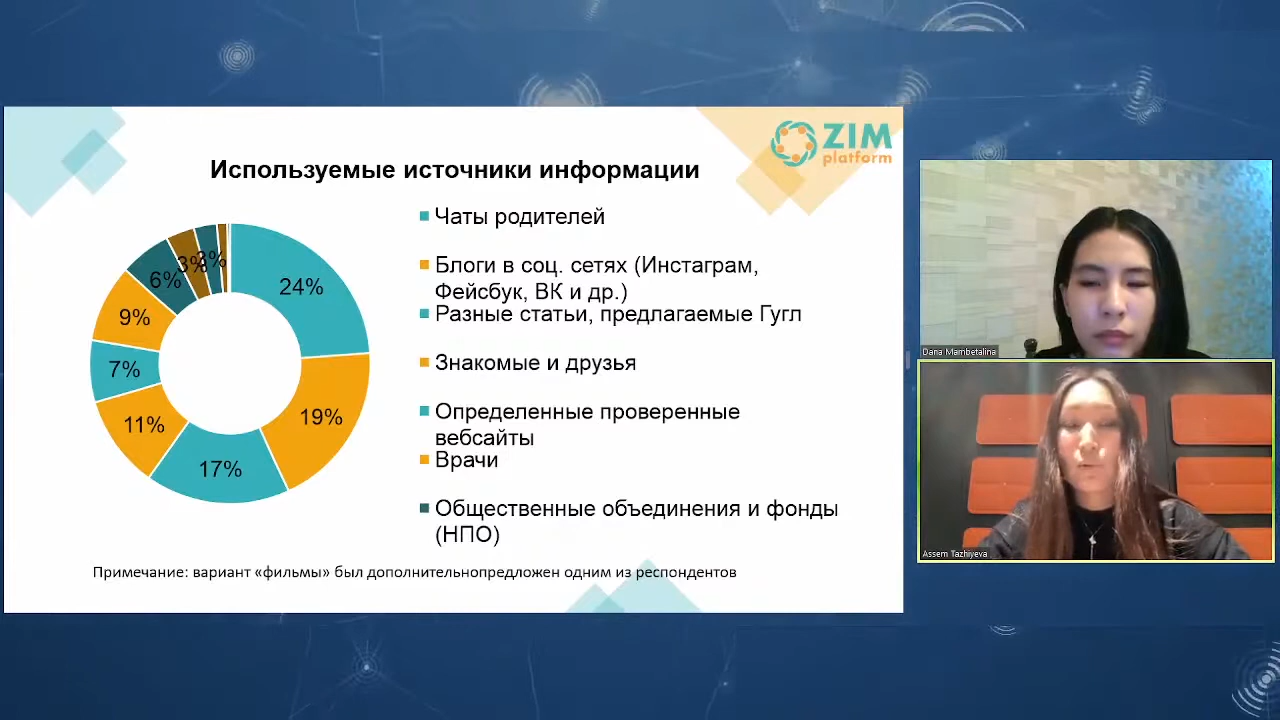 ZIM
platform
Используемые источники информации
24%
19%
17%
11%
7%
9%
6%
3%
3%
Чаты родителей
Блоги в соц. сетях (Инстаграм,
Фейсбук, ВК и др.)
Разные статьи, предлагаемые Гугл
Знакомые и друзья
Определенные проверенные
вебсайты
Врачи
Общественные объединения и фонды
(НПО)
Примечание: вариант «фильмы» был дополнительнопредложен одним из респондентов
Dana Mambetalina
Assem Tazhiyeva